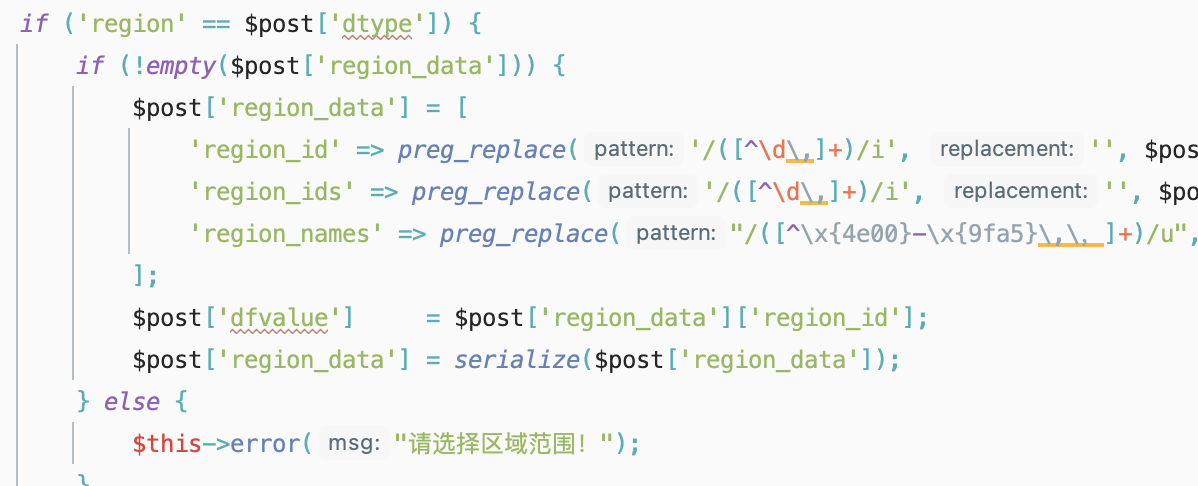 if ('region' == $post['dtype']) {
if (!empty($post['region_data'])) {
$post['region_data'] = [
'region_id' => preg_replace( pattern: '/([^\d\,]+)/i', replacement: '', $pos
'region_ids' => preg_replace( pattern: '/([^\d\,]+)/i', replacement: '', $po
'region_names' => preg_replace( pattern: "/([^\x{4e00}-\x{9fa5}\,\，]+)/u",
];
$post['dfvalue'] = $post['region_data']['region_id'];
$post['region_data'] = serialize($post['region_data']);
} else {
$this->error( msg: "请选择区域范围！");
}